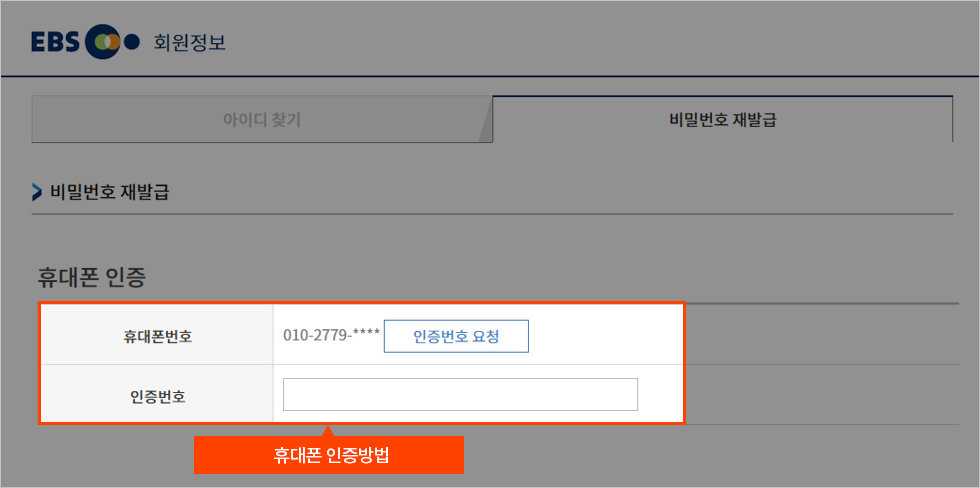 EBS 회원정보
아이디 찾기
비밀번호 재발급
비밀번호 재발급
휴대폰 인증
휴대폰번호 010-2779-**** 인증번호 요청
인증번호
휴대폰 인증방법